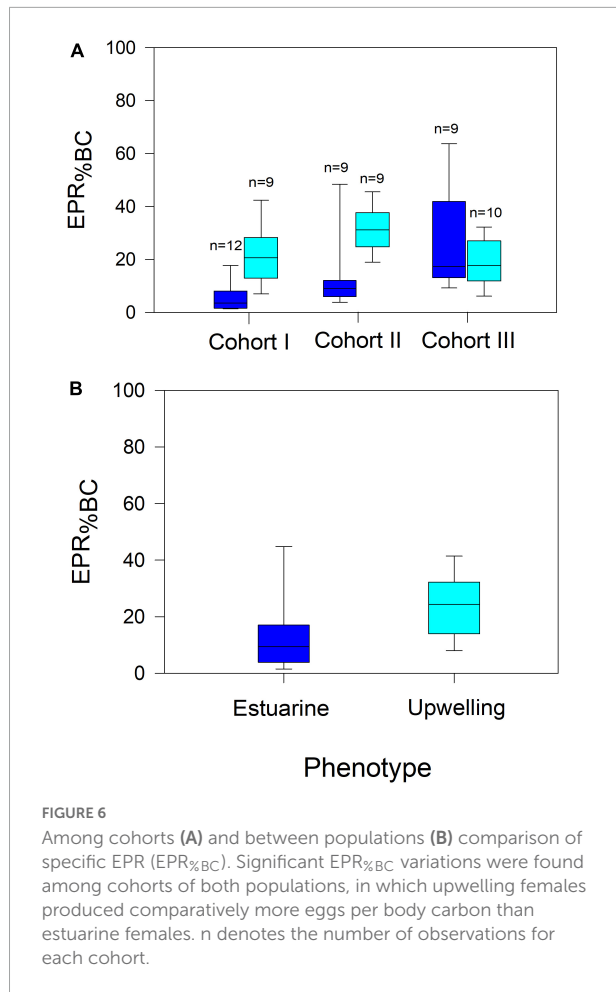 A
100
80
60
40
20
0
EPR%BC
n=12
n=9
n=9
n=9
n=9
n=10
Cohort I
Cohort II
Cohort III
B
100
80
60
40
20
0
EPR%BC
Estuarine
Upwelling
Phenotype
FIGURE 6
Among cohorts (A) and between populations (B) comparison of
specific EPR (EPR%BC). Significant EPR%BC variations were found
among cohorts of both populations, in which upwelling females
produced comparatively more eggs per body carbon than
estuarine females. n denotes the number of observations for
each cohort.